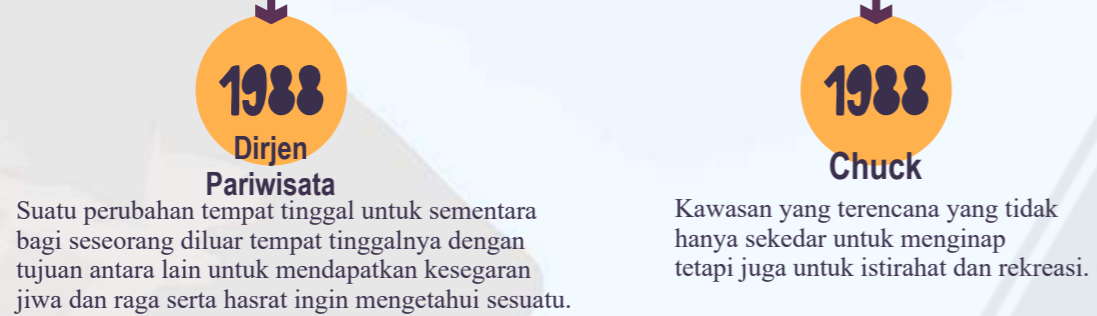 1988
Dirjen
Pariwisata
Suatu perubahan tempat tinggal untuk sementara
bagi seseorang diluar tempat tinggalnya dengan
tujuan antara lain untuk mendapatkan kesegaran
jiwa dan raga serta hasrat ingin mengetahui sesuatu.
1988
Chuck
Kawasan yang terencana yang tidak
hanya sekedar untuk menginap
tetapi juga untuk istirahat dan rekreasi.